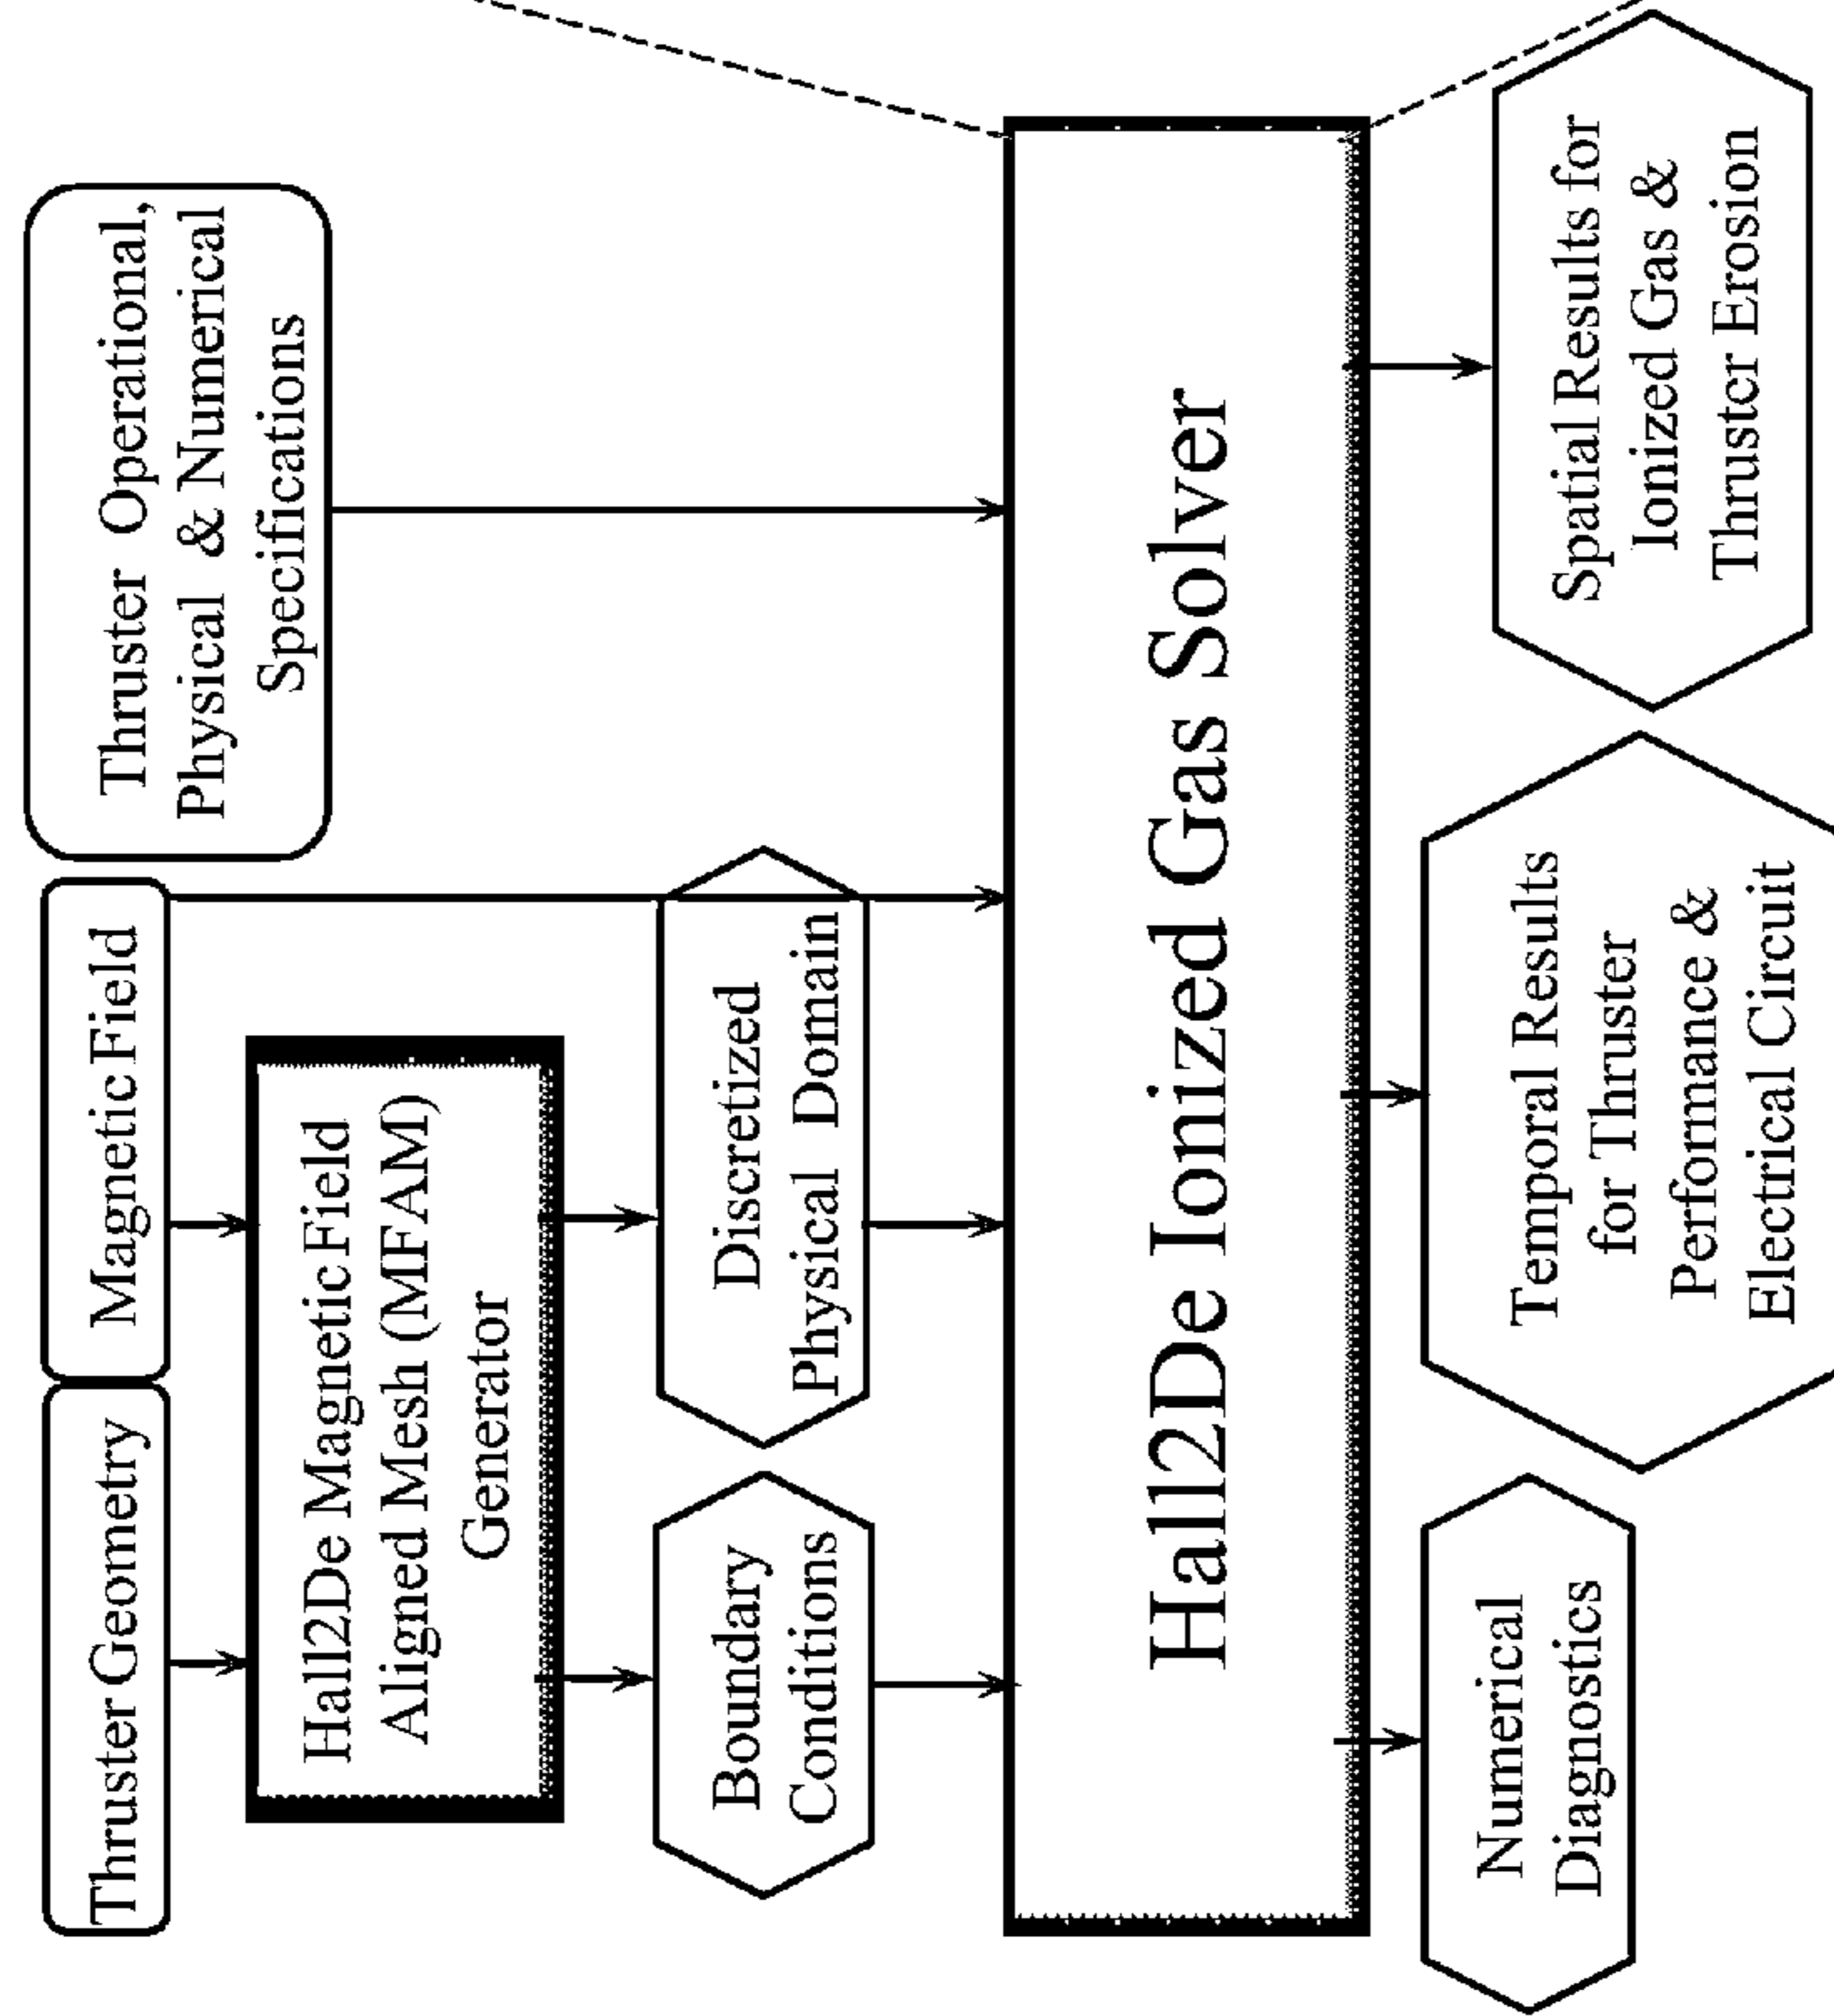 Thruster Geometry
Magnetic Field
Thruster Operational,
Physical & Numerical
Specifications
Hall2De Magnetic Field
Aligned Mesh (MFAM)
Generator
Boundary
Conditions
Discretized
Physical Domain
Hall2De Ionized Gas Solver
Numerical
Diagnostics
Temporal Results
for Thruster
Performance &
Electrical Circuit
Spatial Results for
Ionized Gas &
Thruster Erosion